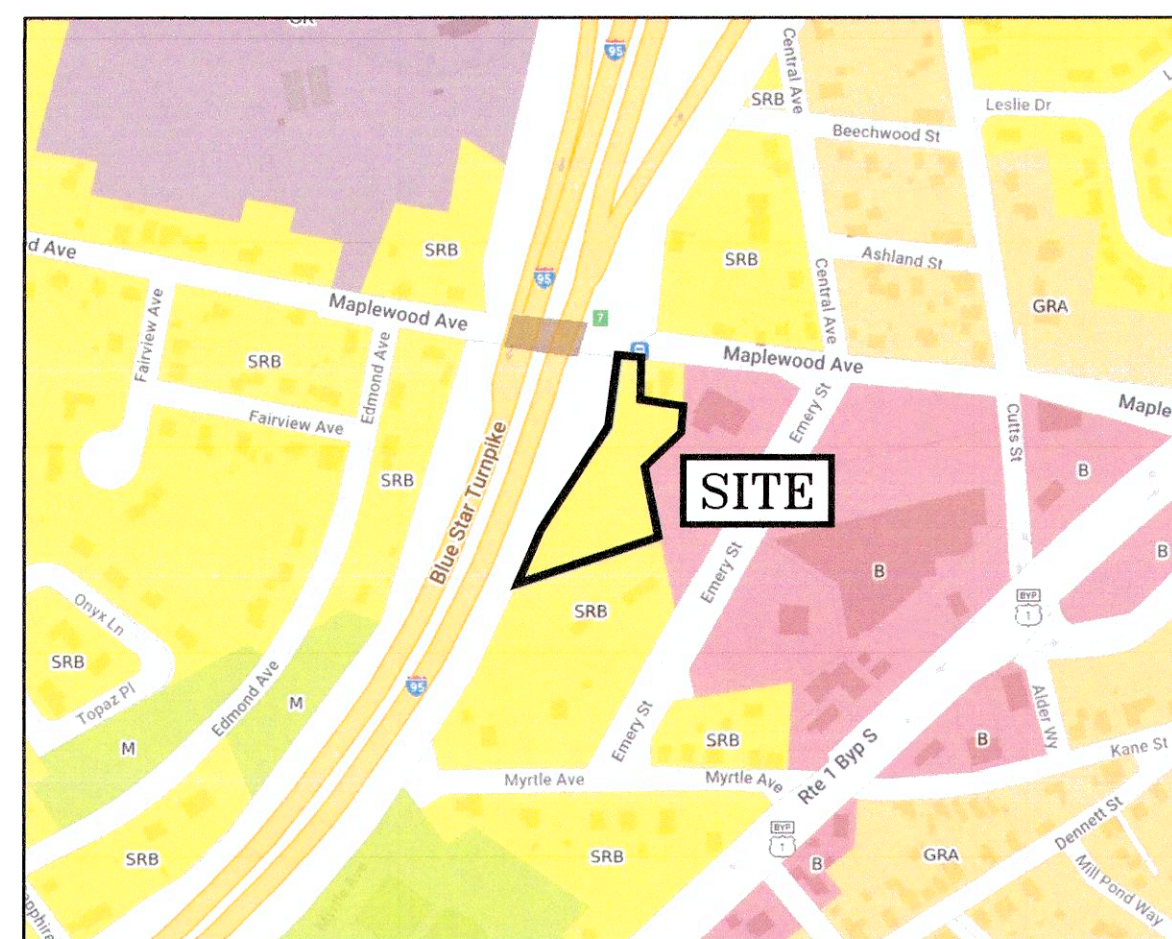 95
Central Ave
SRB
Leslie Dr
Beechwood St
d Ave
SRB
SRB
Ashland St
95
Central Ave
Fairview Ave
Maplewood Ave
7
GRA
Edmond Ave
SRB
Maplewood Ave
Maple
Fairview Ave
Emery St
Cutts St
SRB
Blue Star Turnpike
B
SITE
B
B
Emery St
Onyx Ln
SRB
BYP
1
SRB
Topaz Pl
Edmond Ave
95
M
M
Emery St
SRB
B
Alder Wy
Kane St
Myrtle Ave
Myrtle Ave
Rte 1 Byp S
Dennett St
BYP
1
SRB
SRB
B
GRA
Mill Pond Way